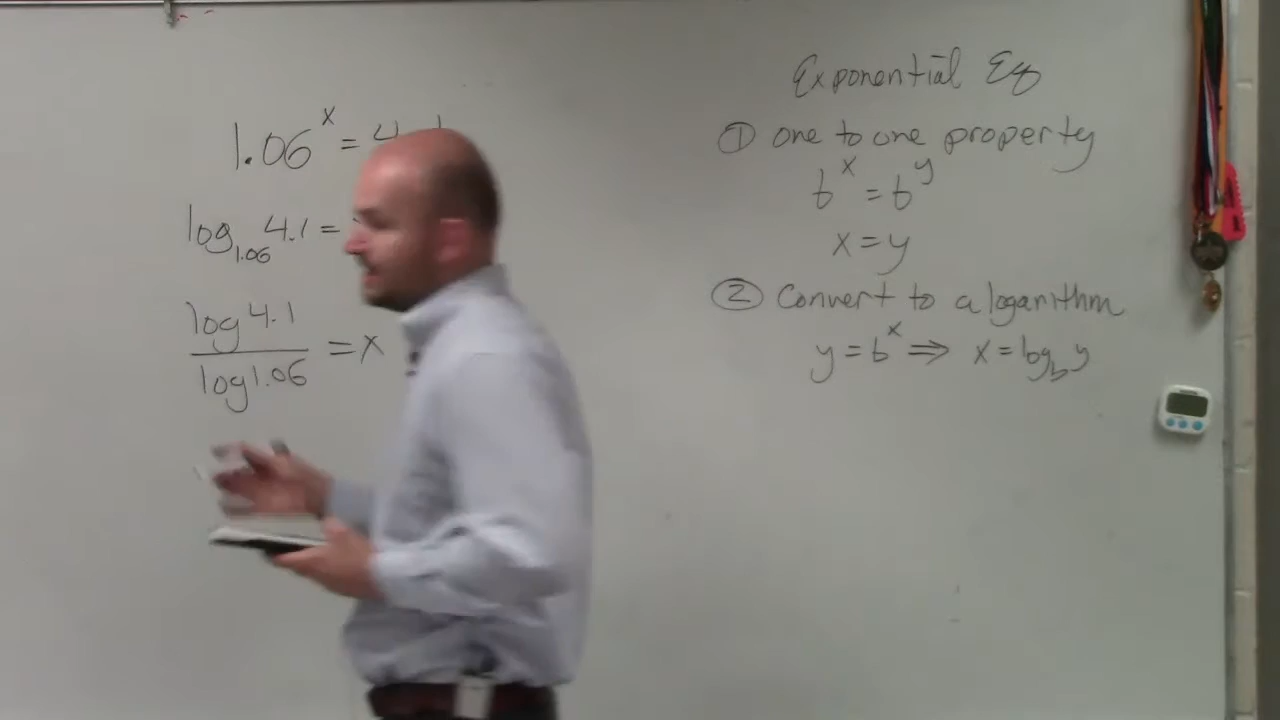 1.06^x = 4.1
log_1.06 4.1 =
log 4.1
log 1.06
= x
Exponential Eq
① one to one property
b^x = b^y
x = y
② Convert to a logarithm
y = b^x ⇒ x = log_b y